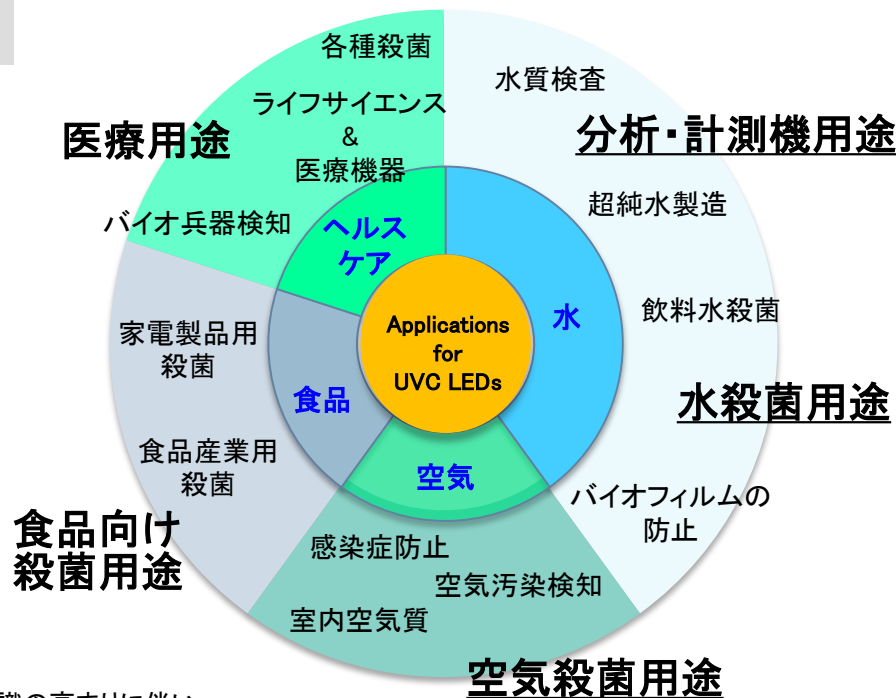 各種殺菌
ライフサイエンス
&
医療機器
バイオ兵器検知
医療用途
ヘルス
ケア
水質検査
分析・計測機用途
超純水製造
飲料水殺菌
水
水殺菌用途
バイオフィルムの
防止
Applications
for
UVC LEDs
家電製品用
殺菌
食品
食品産業用
殺菌
食品向け
殺菌用途
空気
感染症防止
空気汚染検知
室内空気質
空気殺菌用途